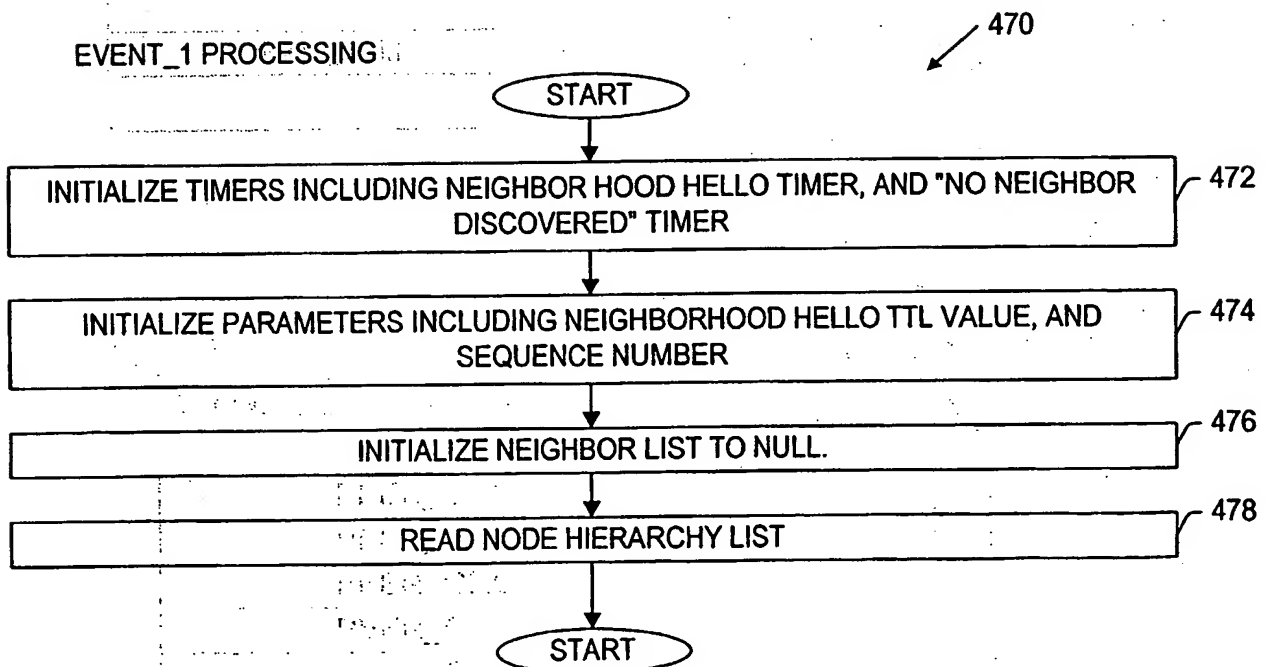 470
EVENT_1 PROCESSING
START
INITIALIZE TIMERS INCLUDING NEIGHBOR HOOD HELLO TIMER, AND "NO NEIGHBOR
DISCOVERED" TIMER
472
INITIALIZE PARAMETERS INCLUDING NEIGHBORHOOD HELLO TTL VALUE, AND
SEQUENCE NUMBER
474
INITIALIZE NEIGHBOR LIST TO NULL.
476
READ NODE HIERARCHY LIST
478
START